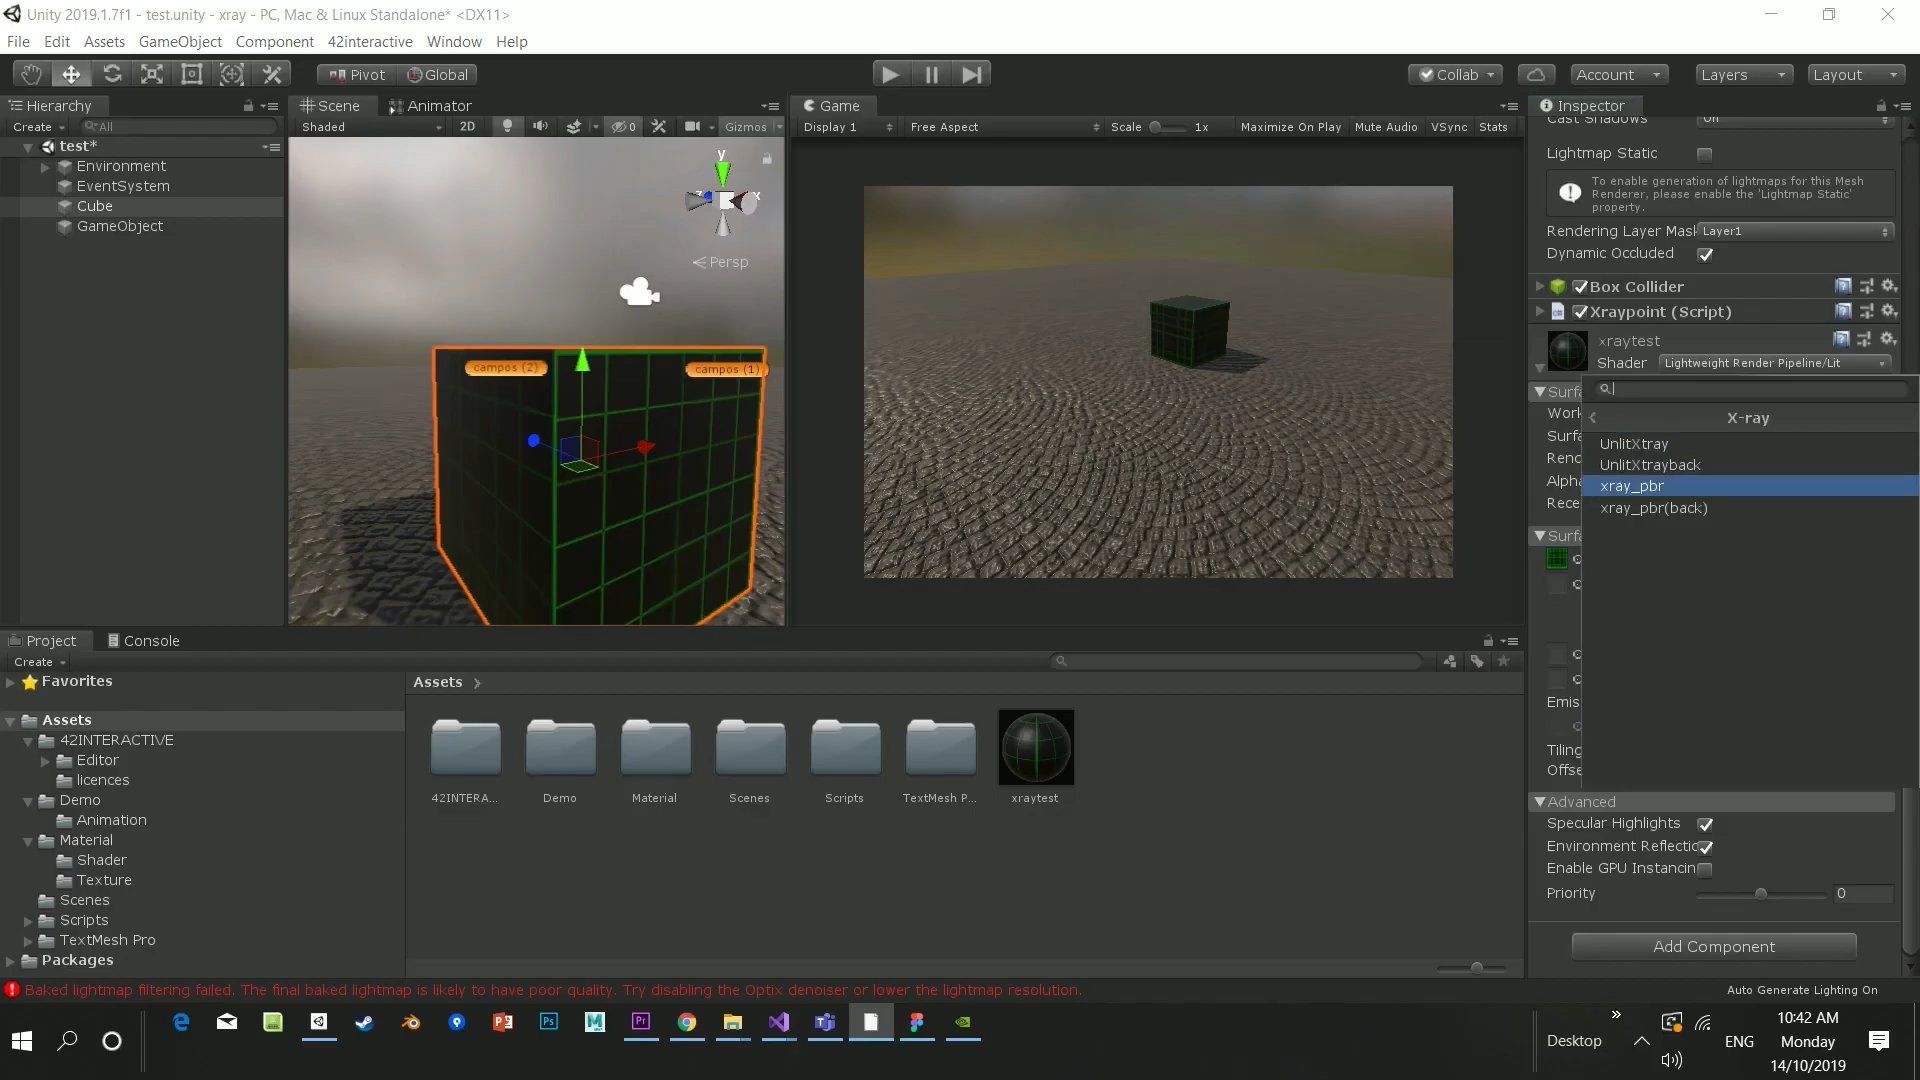 Unity 2019.1.7f1 - test.unity - xray - PC, Mac & Linux Standalone* <DX11>
File Edit Assets GameObject Component 42interactive Window Help
Pivot Global
Collab Account Layers Layout
Hierarchy
Create All
test*
Environment
EventSystem
Cube
GameObject
Scene Animator
Shaded 2D Gizmos
y
x
Persp
campos (2) campos (1)
Game
Display 1 Free Aspect Scale 1x Maximize On Play Mute Audio VSync Stats
Inspector
Cast Shadows
Lightmap Static
To enable generation of lightmaps for this Mesh
Renderer, please enable the 'Lightmap Static'
property.
Rendering Layer Mask Layer1
Dynamic Occluded
Box Collider
Xraypoint (Script)
xraytest
Shader Lightweight Render Pipeline/Lit
X-ray
UnlitXtray
UnlitXtrayback
xray_pbr
xray_pbr(back)
Surfa
Work
Surfa
Rend
Alpha
Rece
Surfa
Emis
Tiling
Offse
Advanced
Specular Highlights
Environment Reflectio
Enable GPU Instancin
Priority 0
Add Component
Project Console
Create
Favorites
Assets
42INTERACTIVE
Editor
licences
Demo
Animation
Material
Shader
Texture
Scenes
Scripts
TextMesh Pro
Packages
Assets
42INTERA... Demo Material Scenes Scripts TextMesh P... xraytest
Baked lightmap filtering failed. The final baked lightmap is likely to have poor quality. Try disabling the Optix denoiser or lower the lightmap resolution.
Auto Generate Lighting On
Desktop
ENG
10:42 AM
Monday
14/10/2019